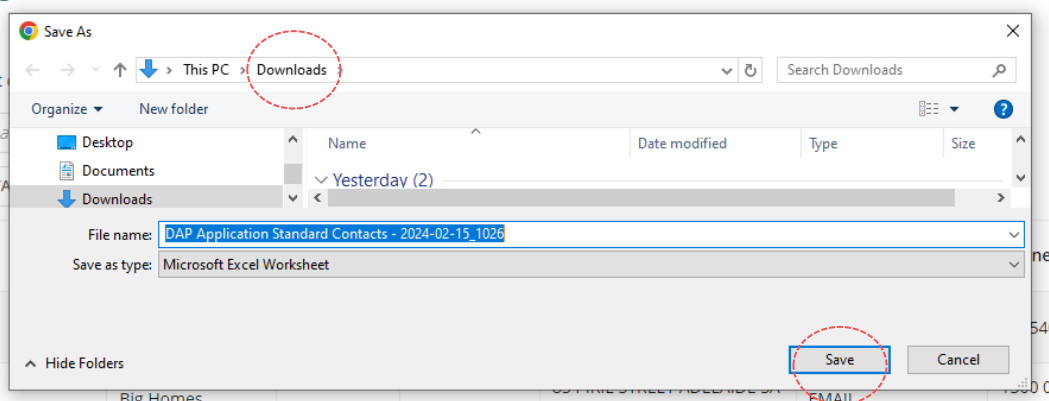 Save As
This PC > Downloads >
Search Downloads
Organize
New folder
?
Desktop
Documents
Downloads
Name
Date modified
Type
Size
Yesterday (2)
File name: DAP Application Standard Contacts - 2024-02-15_1026
Save as type: Microsoft Excel Worksheet
Hide Folders
Save
Cancel
Big Homes
EMAIL